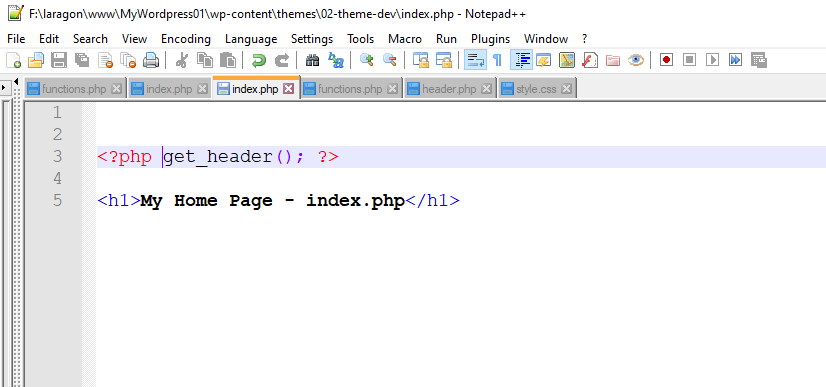 F:\laragon\www\MyWordpress01\wp-content\themes\02-theme-dev\index.php - Notepad++
File Edit Search View Encoding Language Settings Tools Macro Run Plugins Window ?
functions.php index.php index.php functions.php header.php style.css
1
2
3 <?php get_header(); ?>
4
5 <h1>My Home Page - index.php</h1>